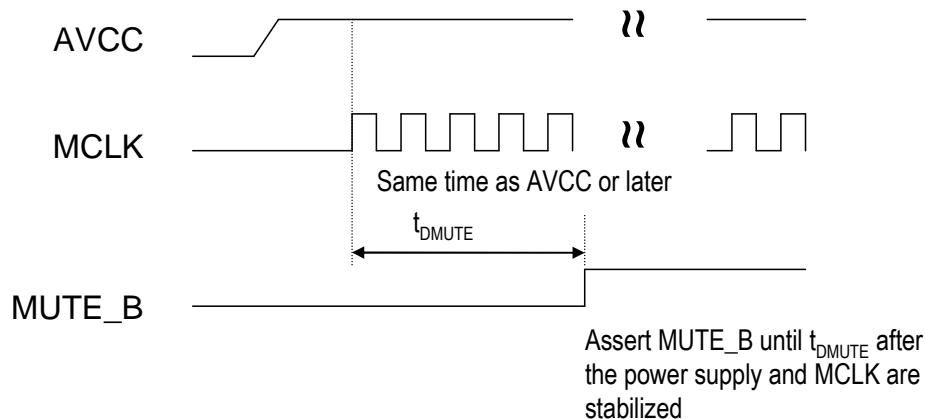 AVCC
MCLK
Same time as AVCC or later
tDMUTE
MUTE_B
Assert MUTE_B until tDMUTE after
the power supply and MCLK are
stabilized